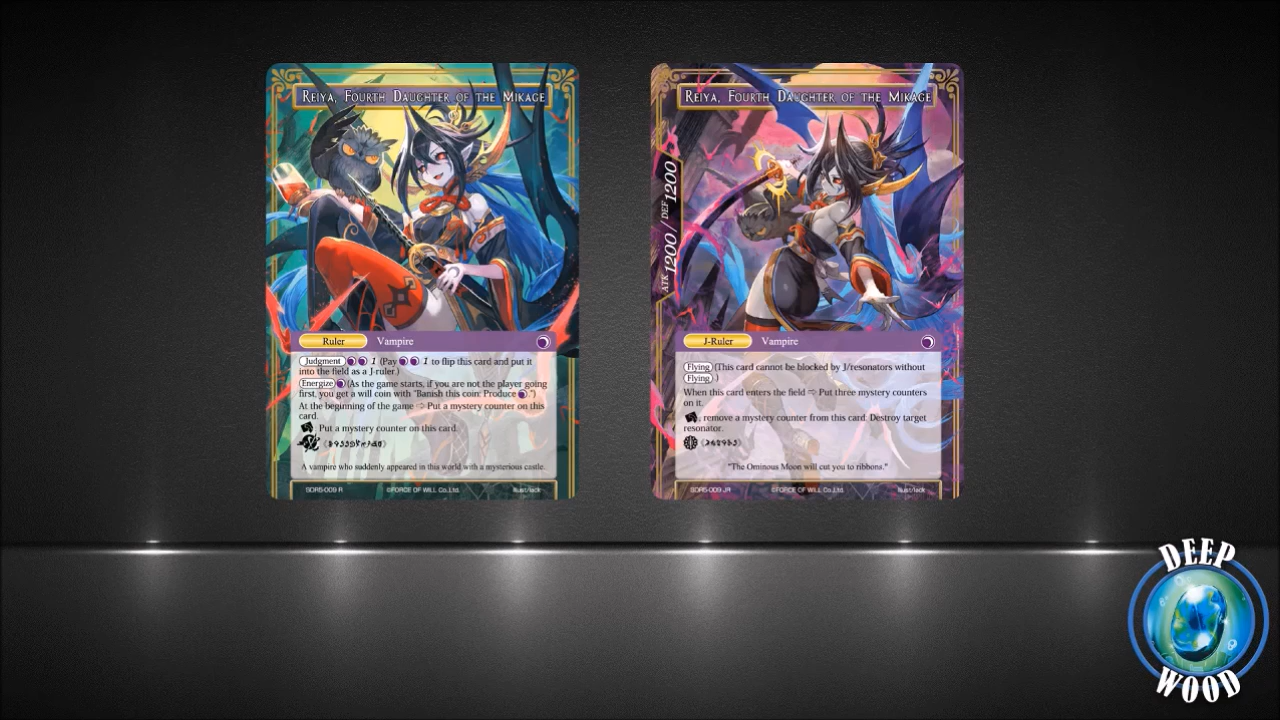 Reiya, Fourth Daughter of the Mikage
Ruler Vampire
Judgment 1 (Pay 1 to flip this card and put it
into the field as a J-ruler.)
Energize (As the game starts, if you are not the player going
first, you get a will coin with "Banish this coin: Produce .")
At the beginning of the game ⇨ Put a mystery counter on this
card.
: Put a mystery counter on this card.
A vampire who suddenly appeared in this world with a mysterious castle.
©FORCE OF WILL Co.,Ltd.
Reiya, Fourth Daughter of the Mikage
ATK 1200 / DEF 1200
J-Ruler Vampire
Flying (This card cannot be blocked by J/resonators without
Flying.)
When this card enters the field ⇨ Put three mystery counters
on it.
, remove a mystery counter from this card: Destroy target
resonator.
"The Ominous Moon will cut you to ribbons."
©FORCE OF WILL Co.,Ltd.
DEEP
WOOD